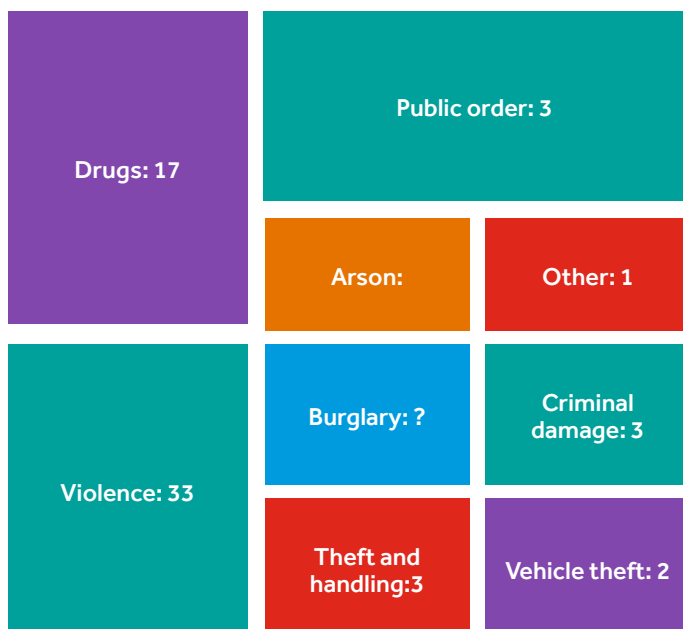 Drugs: 17
Public order: 3
Arson:
Other: 1
Violence: 33
Burglary: ?
Criminal
damage: 3
Theft and
handling:3
Vehicle theft: 2